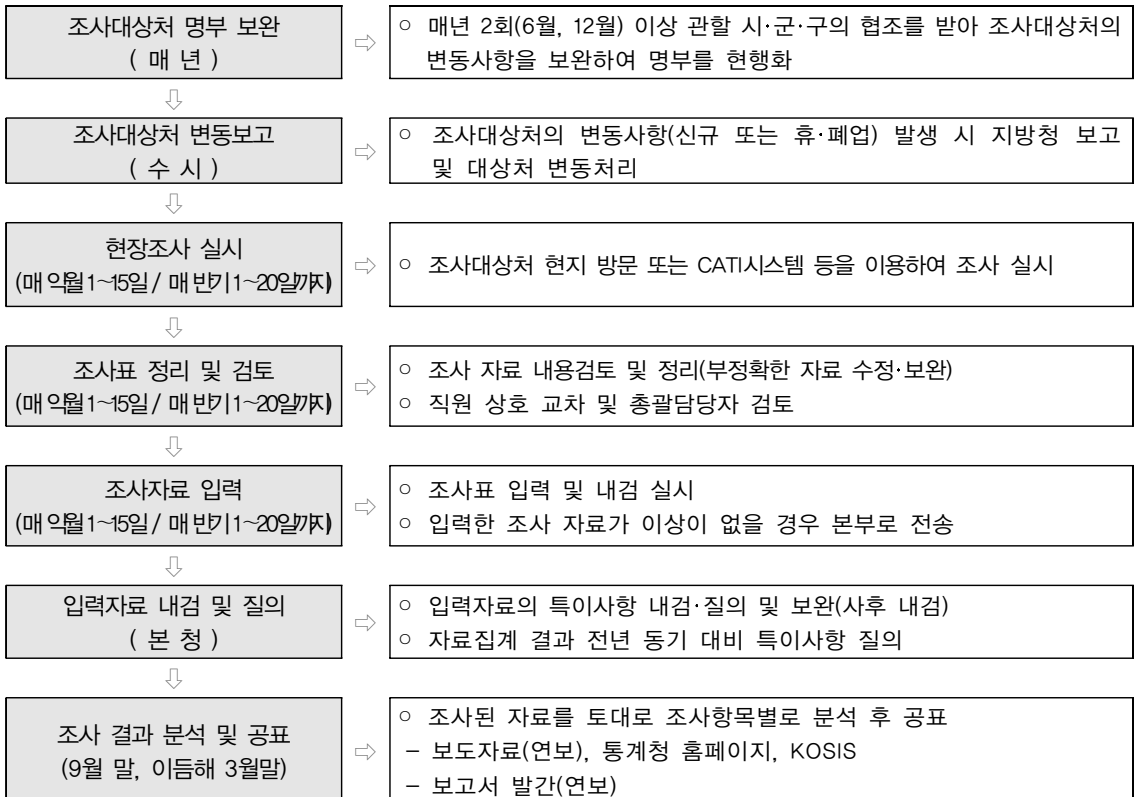 조사대상처 명부 보완
( 매 년 )
⇨
○ 매년 2회(6월, 12월) 이상 관할 시·군·구의 협조를 받아 조사대상처의
변동사항을 보완하여 명부를 현행화
⇩
조사대상처 변동보고
( 수 시 )
⇨
○ 조사대상처의 변동사항(신규 또는 휴·폐업) 발생 시 지방청 보고
및 대상처 변동처리
⇩
현장조사 실시
(매 익월 1~15일 / 매 반기 1~20일까지)
⇨
○ 조사대상처 현지 방문 또는 CATI시스템 등을 이용하여 조사 실시
⇩
조사표 정리 및 검토
(매 익월 1~15일 / 매 반기 1~20일까지)
⇨
○ 조사 자료 내용검토 및 정리(부정확한 자료 수정·보완)
○ 직원 상호 교차 및 총괄담당자 검토
⇩
조사자료 입력
(매 익월 1~15일 / 매 반기 1~20일까지)
⇨
○ 조사표 입력 및 내검 실시
○ 입력한 조사 자료가 이상이 없을 경우 본부로 전송
⇩
입력자료 내검 및 질의
( 본 청 )
⇨
○ 입력자료의 특이사항 내검·질의 및 보완(사후 내검)
○ 자료집계 결과 전년 동기 대비 특이사항 질의
⇩
조사 결과 분석 및 공표
(9월 말, 이듬해 3월말)
⇨
○ 조사된 자료를 토대로 조사항목별로 분석 후 공표
– 보도자료(연보), 통계청 홈페이지, KOSIS
– 보고서 발간(연보)